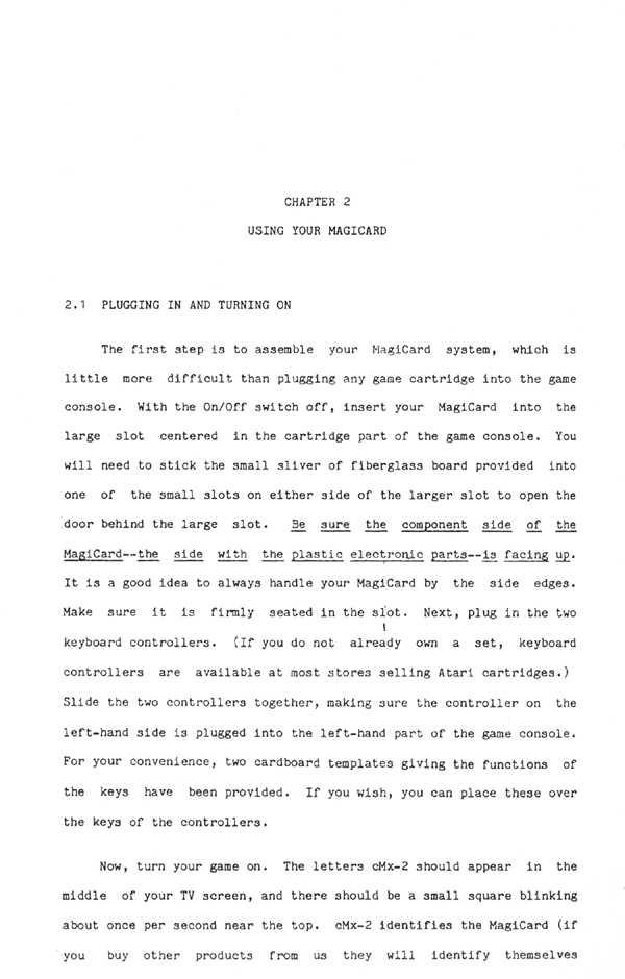 CHAPTER 2
USING YOUR MAGICARD
2.1 PLUGGING IN AND TURNING ON
The first step is to assemble your MagiCard system, which is
little more difficult than plugging any game cartridge into the game
console. With the On/Off switch off, insert your MagiCard into the
large slot centered in the cartridge part of the game console. You
will need to stick the small sliver of fiberglass board provided into
one of the small slots on either side of the larger slot to open the
door behind the large slot. Be sure the component side of the
MagiCard--the side with the plastic electronic parts--is facing up.
It is a good idea to always handle your MagiCard by the side edges.
Make sure it is firmly seated in the slot. Next, plug in the two
keyboard controllers. (If you do not already own a set, keyboard
controllers are available at most stores selling Atari cartridges.)
Slide the two controllers together, making sure the controller on the
left-hand side is plugged into the left-hand part of the game console.
For your convenience, two cardboard templates giving the functions of
the keys have been provided. If you wish, you can place these over
the keys of the controllers.
Now, turn your game on. The letters cMx-2 should appear in the
middle of your TV screen, and there should be a small square blinking
about once per second near the top. cMx-2 identifies the MagiCard (if
you buy other products from us they will identify themselves